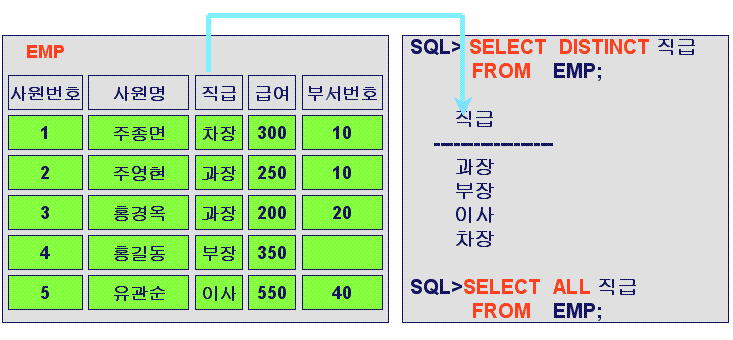 EMP
사원번호 사원명 직급 급여 부서번호
1 주종면 차장 300 10
2 주영현 과장 250 10
3 홍경옥 과장 200 20
4 홍길동 부장 350
5 유관순 이사 550 40
SQL> SELECT DISTINCT 직급
FROM EMP;
직급
------------------
과장
부장
이사
차장
SQL>SELECT ALL 직급
FROM EMP;